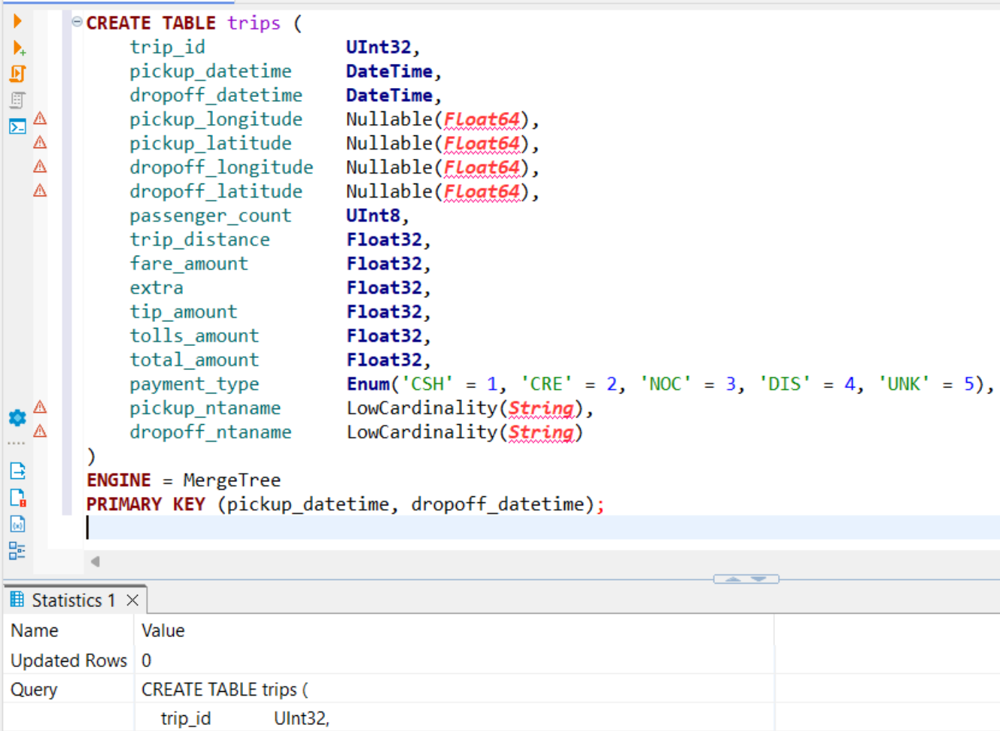 CREATE TABLE trips (
    trip_id             UInt32,
    pickup_datetime     DateTime,
    dropoff_datetime    DateTime,
    pickup_longitude    Nullable(Float64),
    pickup_latitude     Nullable(Float64),
    dropoff_longitude   Nullable(Float64),
    dropoff_latitude    Nullable(Float64),
    passenger_count     UInt8,
    trip_distance       Float32,
    fare_amount         Float32,
    extra               Float32,
    tip_amount          Float32,
    tolls_amount        Float32,
    total_amount        Float32,
    payment_type        Enum('CSH' = 1, 'CRE' = 2, 'NOC' = 3, 'DIS' = 4, 'UNK' = 5),
    pickup_ntaname      LowCardinality(String),
    dropoff_ntaname     LowCardinality(String)
)
ENGINE = MergeTree
PRIMARY KEY (pickup_datetime, dropoff_datetime);
Statistics 1
Name Value
Updated Rows 0
Query CREATE TABLE trips (
trip_id UInt32,